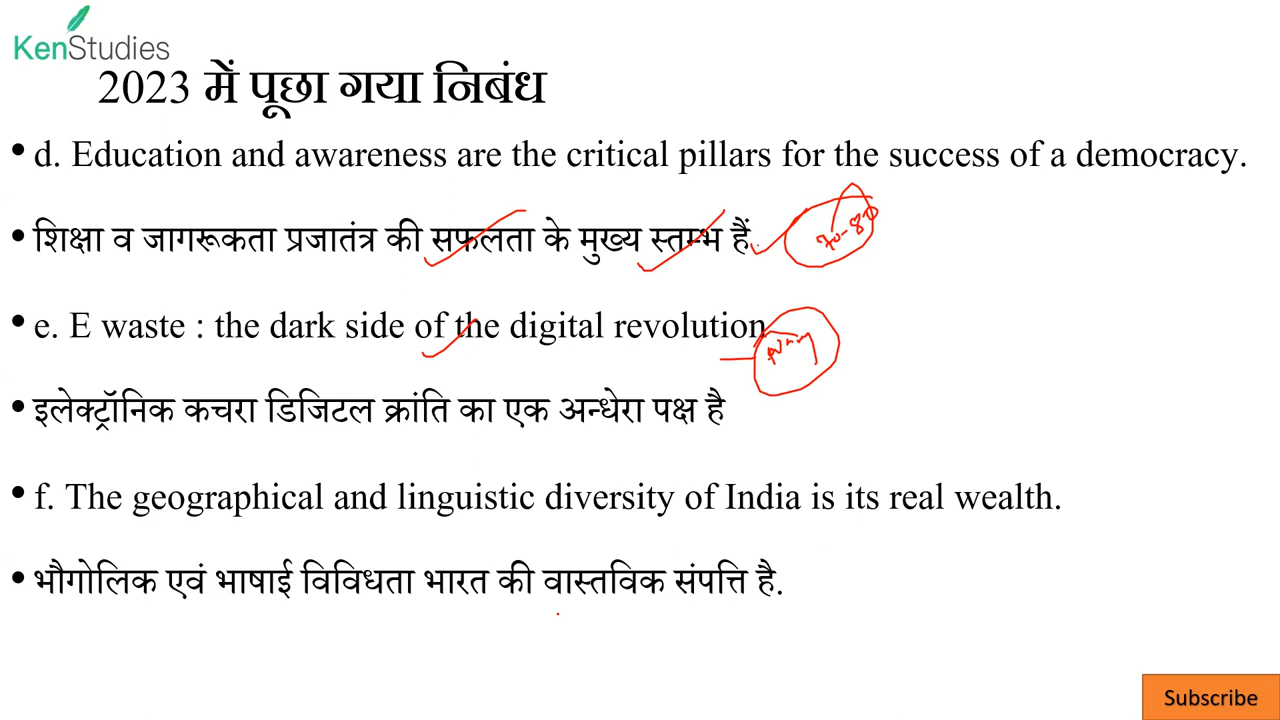 KenStudies
2023 में पूछा गया निबंध
• d. Education and awareness are the critical pillars for the success of a democracy.
• शिक्षा व जागरूकता प्रजातंत्र की सफलता के मुख्य स्तम्भ हैं.
70-80
• e. E waste : the dark side of the digital revolution
• इलेक्ट्रॉनिक कचरा डिजिटल क्रांति का एक अन्धेरा पक्ष है
• f. The geographical and linguistic diversity of India is its real wealth.
• भौगोलिक एवं भाषाई विविधता भारत की वास्तविक संपत्ति है.
Subscribe